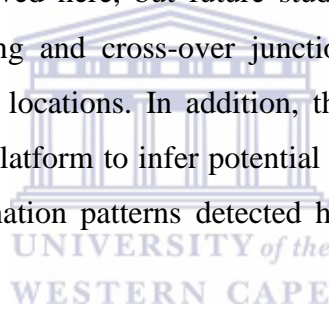 ved here, but future stud
ng and cross-over junctio
locations. In addition, th
latform to infer potential
nation patterns detected h
UNIVERSITY of the
WESTERN CAPE